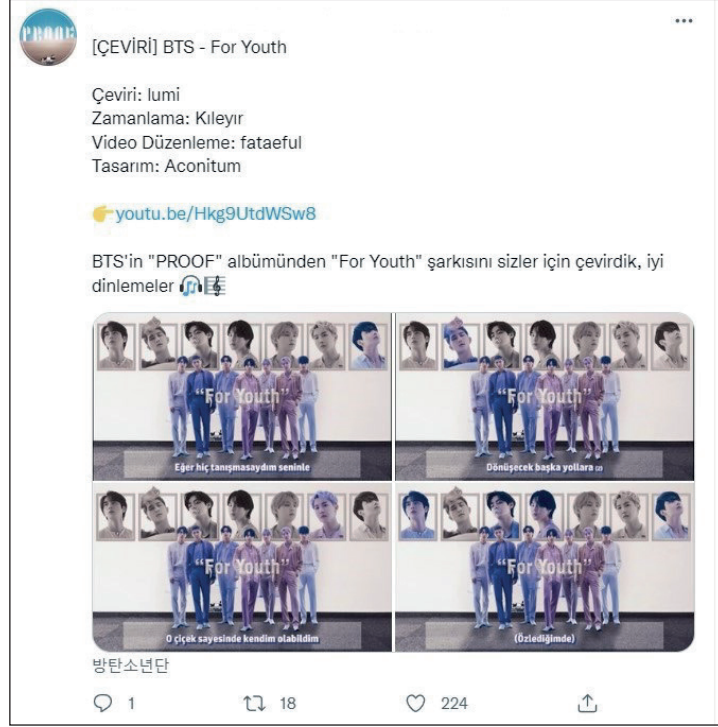 PROOF
[ÇEVİRİ] BTS - For Youth
Çeviri: lumi
Zamanlama: Kıleyır
Video Düzenleme: fataeful
Tasarım: Aconitum
👉youtu.be/Hkg9UtdWSw8
BTS'in "PROOF" albümünden "For Youth" şarkısını sizler için çevirdik, iyi
dinlemeler 🎧🎼
“For Youth”
Eğer hiç tanışmasaydım seninle
“For Youth”
Dönüşecek başka yollara
“For Youth”
O çiçek sayesinde kendim olabildim
“For Youth”
(Özlediğimde)
방탄소년단
1 18 224